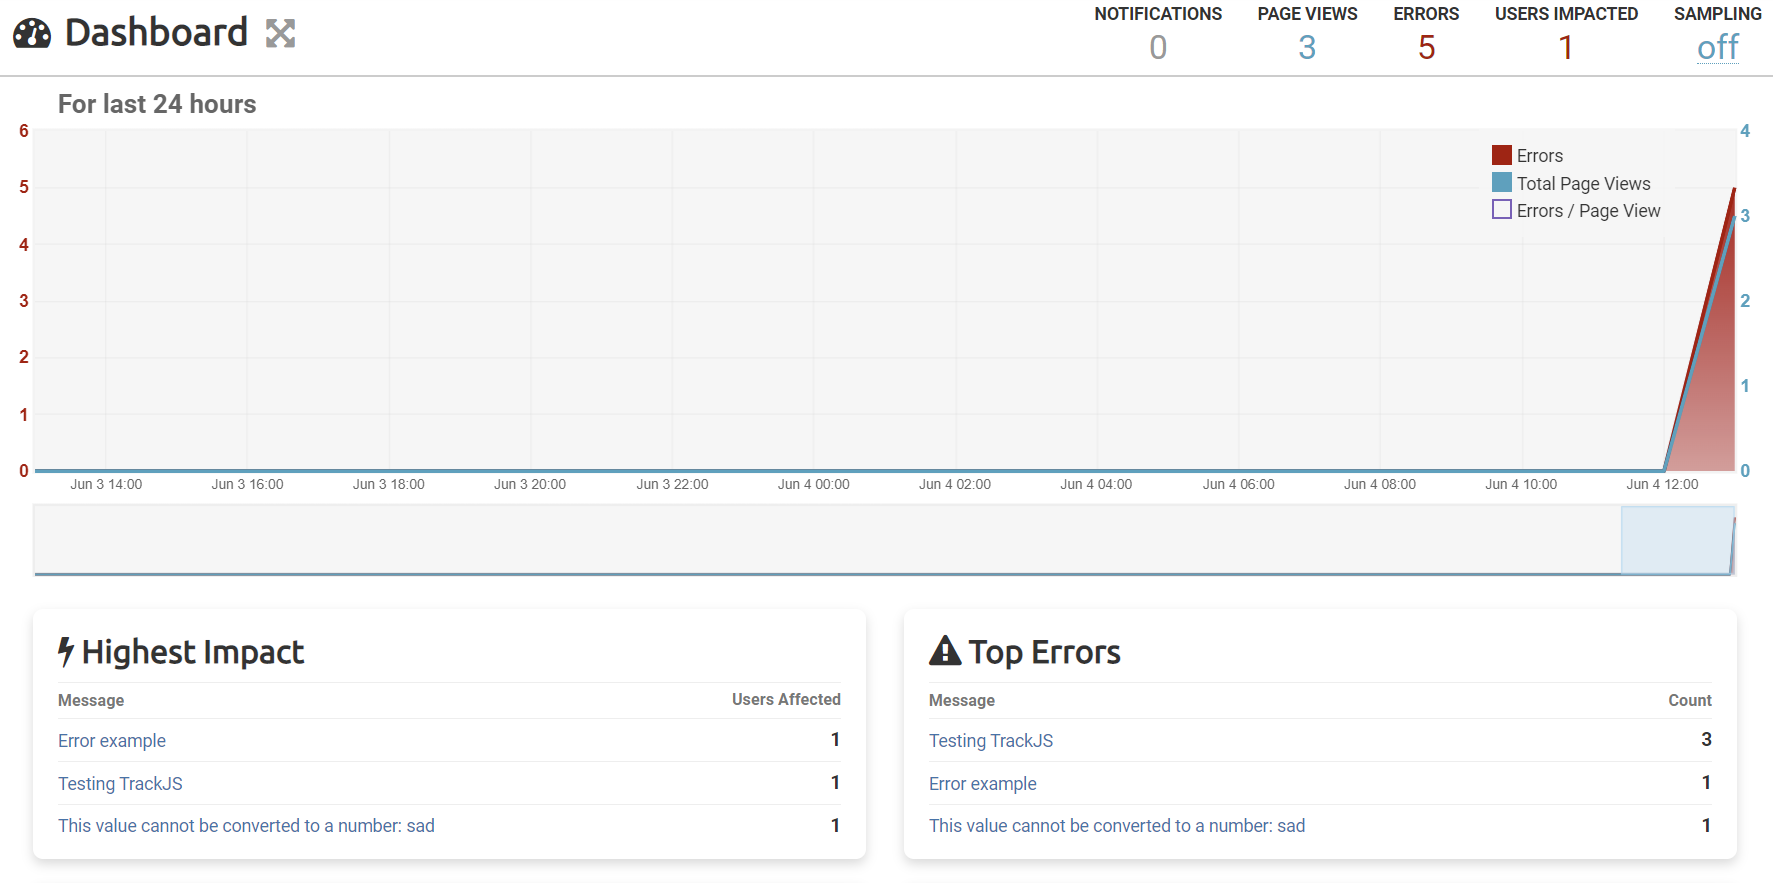 Dashboard
NOTIFICATIONS PAGE VIEWS ERRORS USERS IMPACTED SAMPLING
0 3 5 1 off
For last 24 hours
6 4
Errors
5
Total Page Views
Errors / Page View
3
4
3 2
2
1
1
0 0
Jun 3 14:00 Jun 3 16:00 Jun 3 18:00 Jun 3 20:00 Jun 3 22:00 Jun 4 00:00 Jun 4 02:00 Jun 4 04:00 Jun 4 06:00 Jun 4 08:00 Jun 4 10:00 Jun 4 12:00
Highest Impact
Message Users Affected
Error example 1
Testing TrackJS 1
This value cannot be converted to a number: sad 1
Top Errors
Message Count
Testing TrackJS 3
Error example 1
This value cannot be converted to a number: sad 1